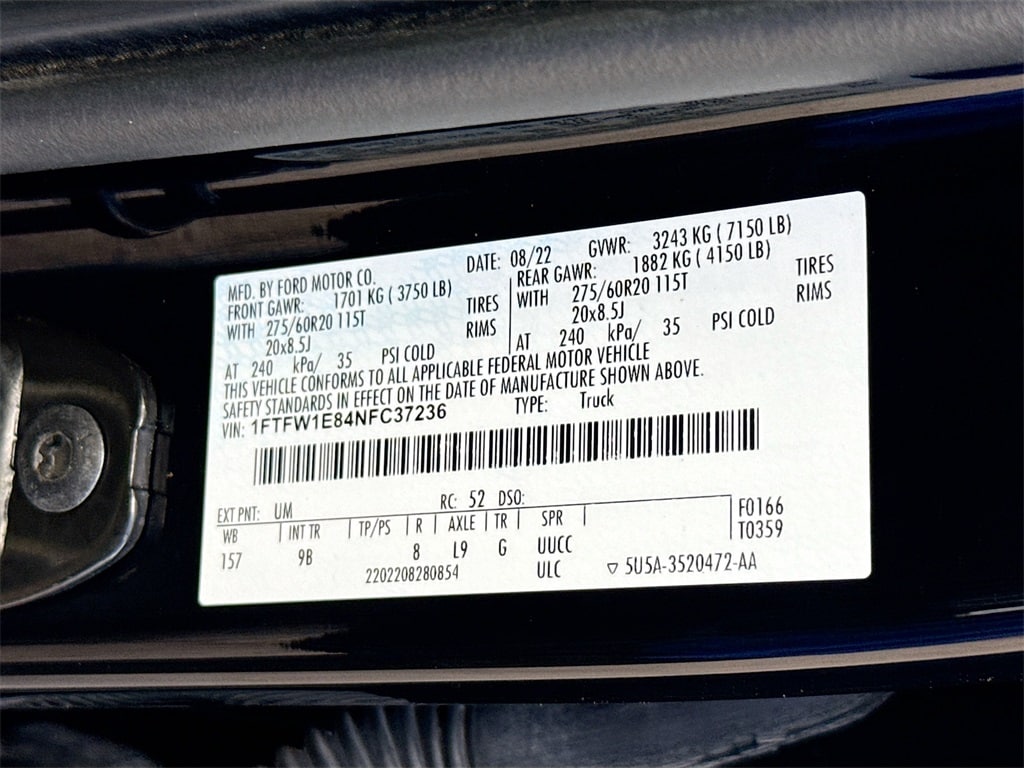 MFD. BY FORD MOTOR CO. DATE: 08/22 GVWR: 3243 KG ( 7150 LB)
FRONT GAWR: 1701 KG ( 3750 LB) REAR GAWR: 1882 KG ( 4150 LB)
WITH 275/60R20 115T TIRES WITH 275/60R20 115T TIRES
20x8.5J RIMS 20x8.5J RIMS
AT 240 kPa/ 35 PSI COLD AT 240 kPa/ 35 PSI COLD
THIS VEHICLE CONFORMS TO ALL APPLICABLE FEDERAL MOTOR VEHICLE
SAFETY STANDARDS IN EFFECT ON THE DATE OF MANUFACTURE SHOWN ABOVE.
VIN: 1FTFW1E84NFC37236 TYPE: Truck
EXT PNT: UM RC: 52 DSO: F0166
WB INT TR TP/PS R AXLE TR SPR T0359
157 9B 8 L9 G UUCC
2202208280854 ULC ▽ 5U5A-3520472-AA